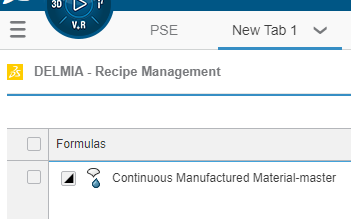 3D
V.R
PSE
New Tab 1
DELMIA - Recipe Management
Formulas
Continuous Manufactured Material-master